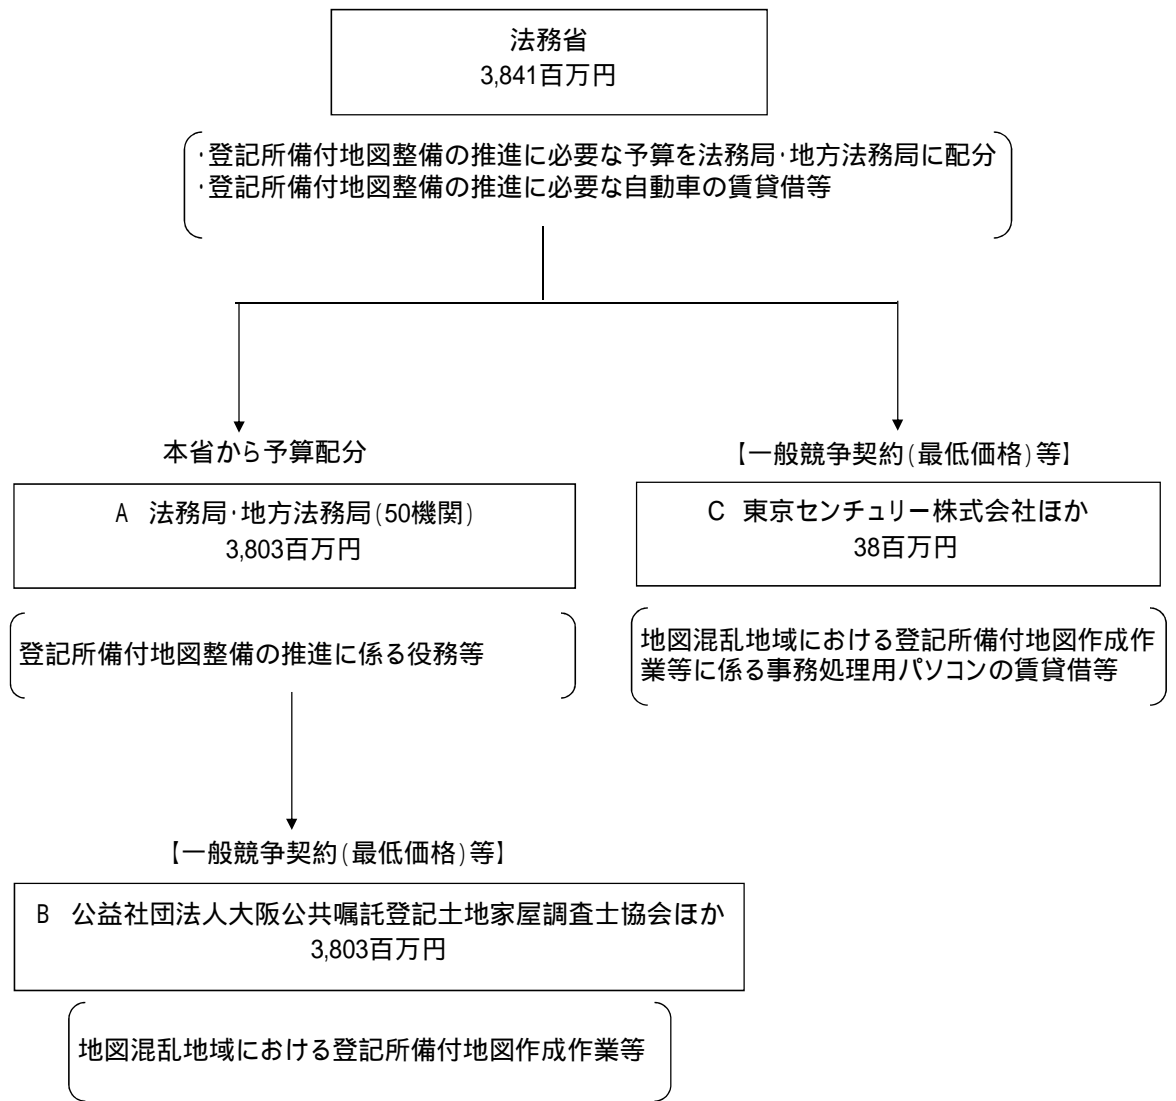 法務省
3,841百万円
・登記所備付地図整備の推進に必要な予算を法務局・地方法務局に配分
・登記所備付地図整備の推進に必要な自動車の賃貸借等
本省から予算配分
A 法務局・地方法務局(50機関)
3,803百万円
登記所備付地図整備の推進に係る役務等
【一般競争契約(最低価格)等】
B 公益社団法人大阪公共嘱託登記土地家屋調査士協会ほか
3,803百万円
地図混乱地域における登記所備付地図作成作業等
【一般競争契約(最低価格)等】
C 東京センチュリー株式会社ほか
38百万円
地図混乱地域における登記所備付地図作成作
業等に係る事務処理用パソコンの賃貸借等